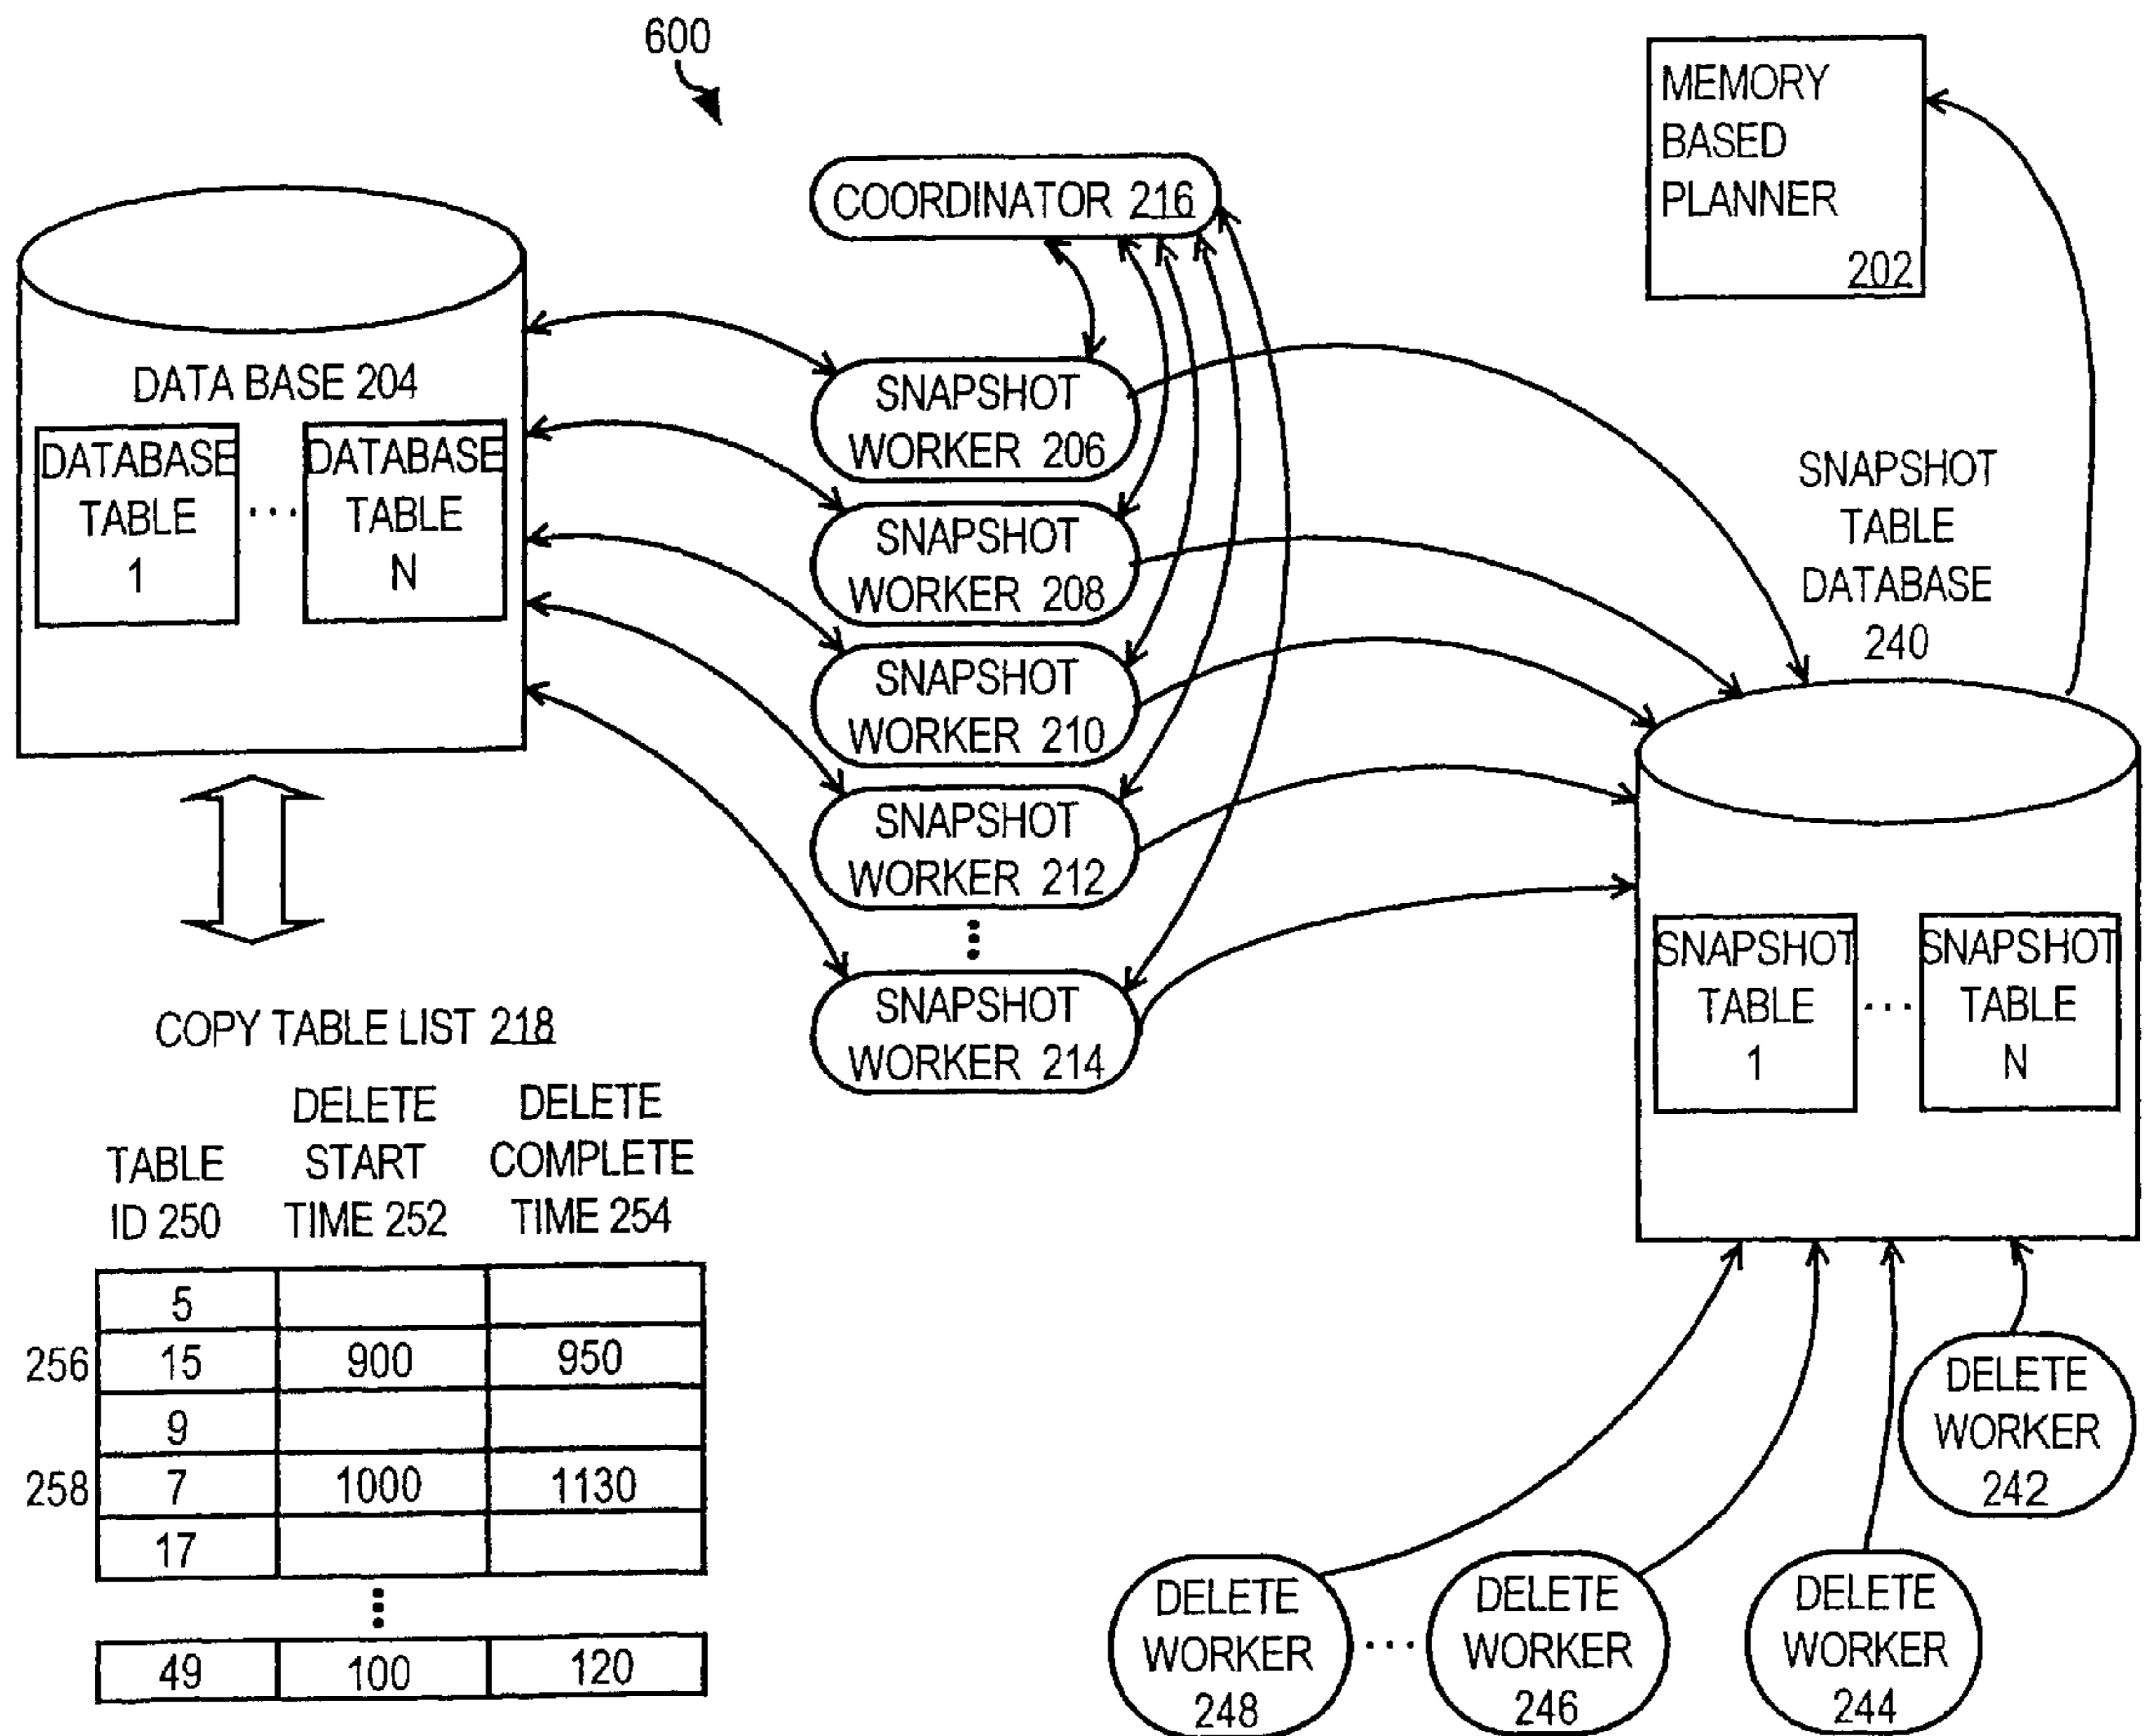 600
MEMORY
BASED
PLANNER
202
COORDINATOR 216
DATA BASE 204
DATABASE
TABLE
1
...
DATABASE
TABLE
N
SNAPSHOT
WORKER 206
SNAPSHOT
WORKER 208
SNAPSHOT
WORKER 210
SNAPSHOT
WORKER 212
SNAPSHOT
WORKER 214
SNAPSHOT
TABLE
DATABASE
240
SNAPSHOT
TABLE
1
...
SNAPSHOT
TABLE
N
COPY TABLE LIST 218
TABLE
ID 250
DELETE
START
TIME 252
DELETE
COMPLETE
TIME 254
5
256 15 900 950
9
258 7 1000 1130
17
49 100 120
DELETE
WORKER
242
DELETE
WORKER
248
...
DELETE
WORKER
246
DELETE
WORKER
244